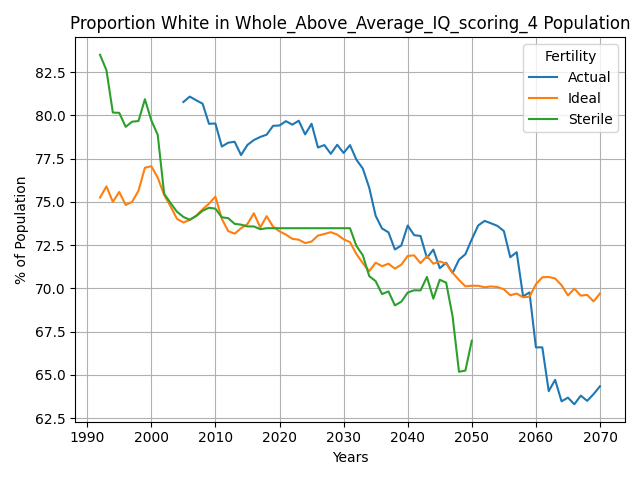 Proportion White in Whole_Above_Average_IQ_scoring_4 Population
% of Population
82.5
80.0
77.5
75.0
72.5
70.0
67.5
65.0
62.5
Fertility
Actual
Ideal
Sterile
1990 2000 2010 2020 2030 2040 2050 2060 2070
Years